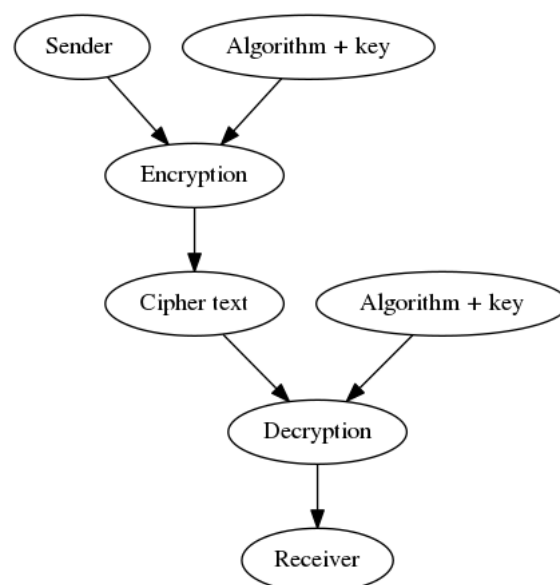 Sender
Algorithm + key
Encryption
Cipher text
Algorithm + key
Decryption
Receiver